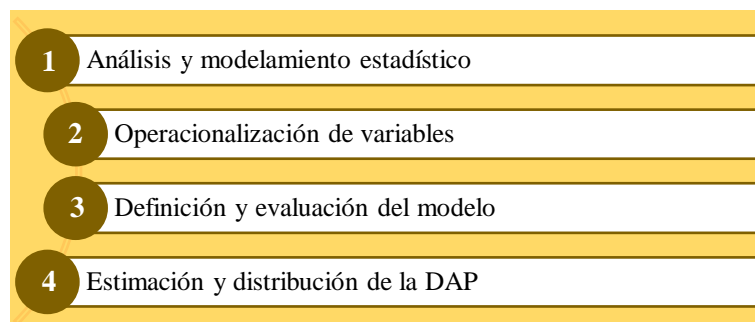 1 Análisis y modelamiento estadístico
2 Operacionalización de variables
3 Definición y evaluación del modelo
4 Estimación y distribución de la DAP